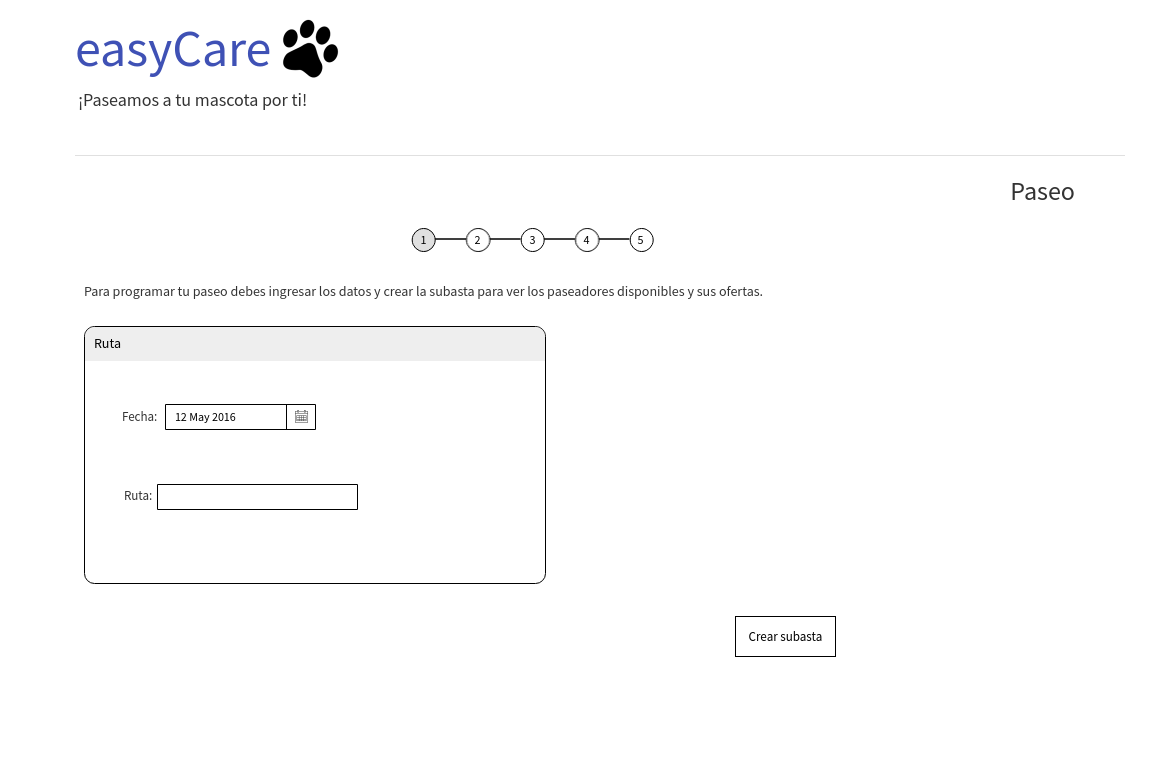 easyCare
¡Paseamos a tu mascota por ti!
Paseo
1 2 3 4 5
Para programar tu paseo debes ingresar los datos y crear la subasta para ver los paseadores disponibles y sus ofertas.
Ruta
Fecha: 12 May 2016
Ruta:
Crear subasta